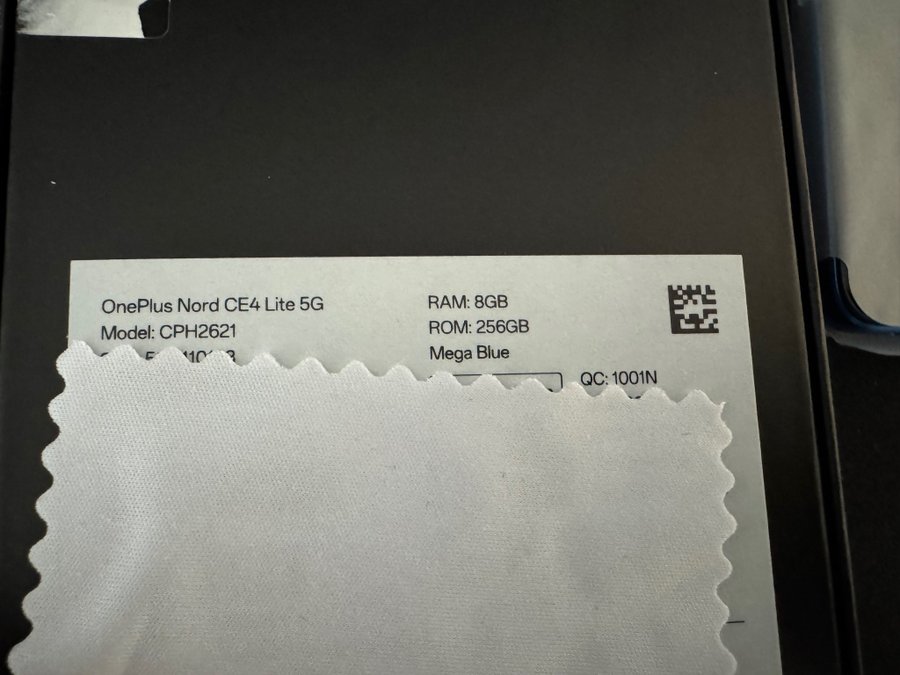 OnePlus Nord CE4 Lite 5G
Model: CPH2621
RAM: 8GB
ROM: 256GB
Mega Blue
QC: 1001N